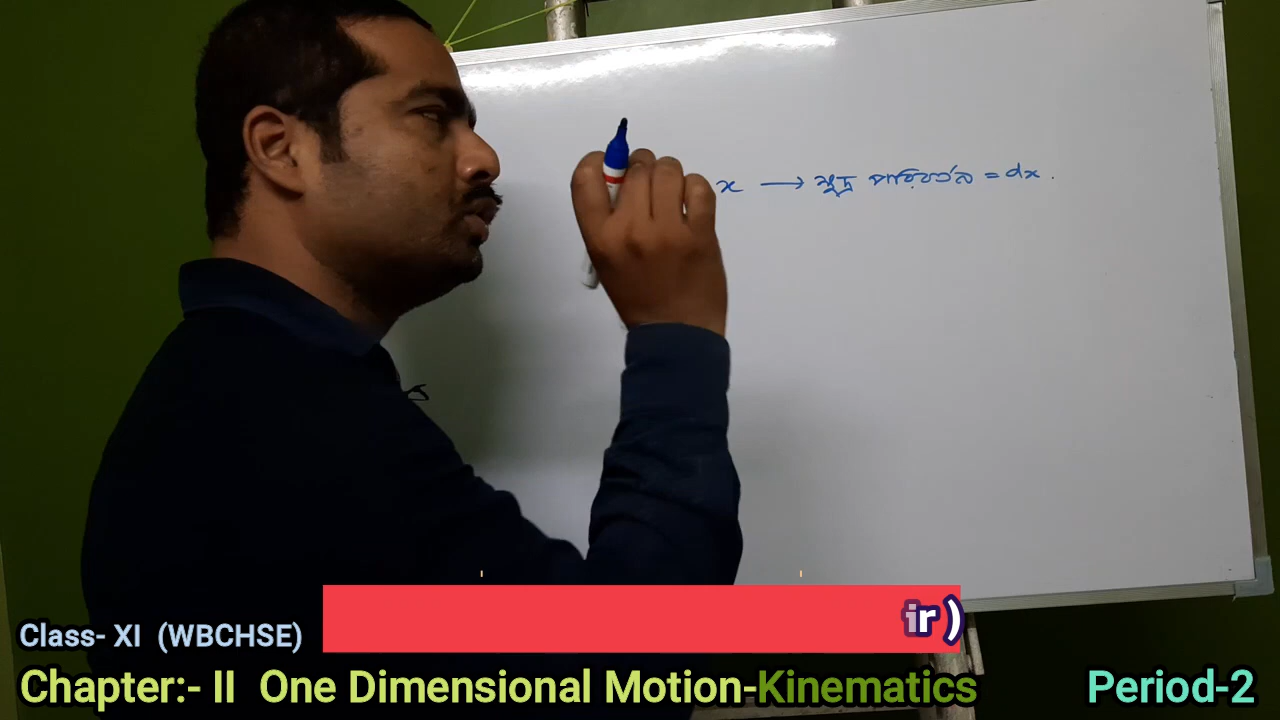 x → ক্ষুদ্র পরিবর্তন = dx.
ir)
Class- XI (WBCHSE)
Chapter:- II One Dimensional Motion-Kinematics
Period-2